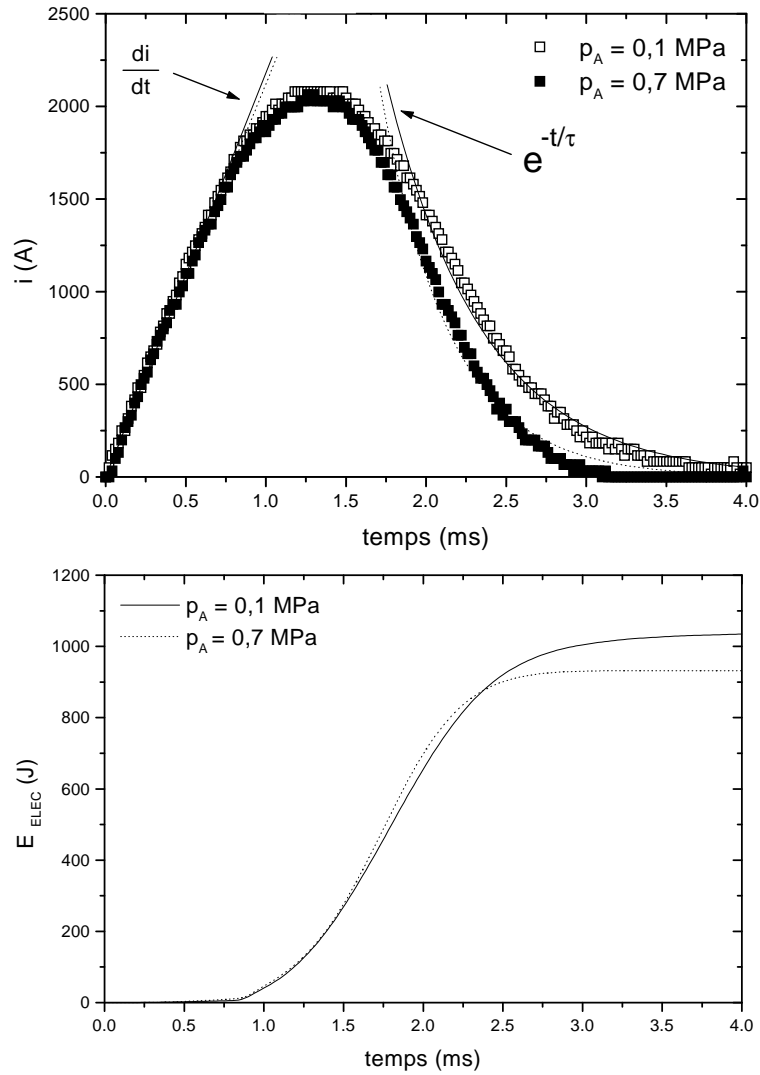 di
dt
p_A = 0,1 MPa
p_A = 0,7 MPa
e^-t/τ
2500
2000
1500
1000
500
0
i (A)
0.0 0.5 1.0 1.5 2.0 2.5 3.0 3.5 4.0
temps (ms)
1200
1000
800
600
400
200
0
p_A = 0,1 MPa
p_A = 0,7 MPa
E_ELEC (J)
0.0 0.5 1.0 1.5 2.0 2.5 3.0 3.5 4.0
temps (ms)